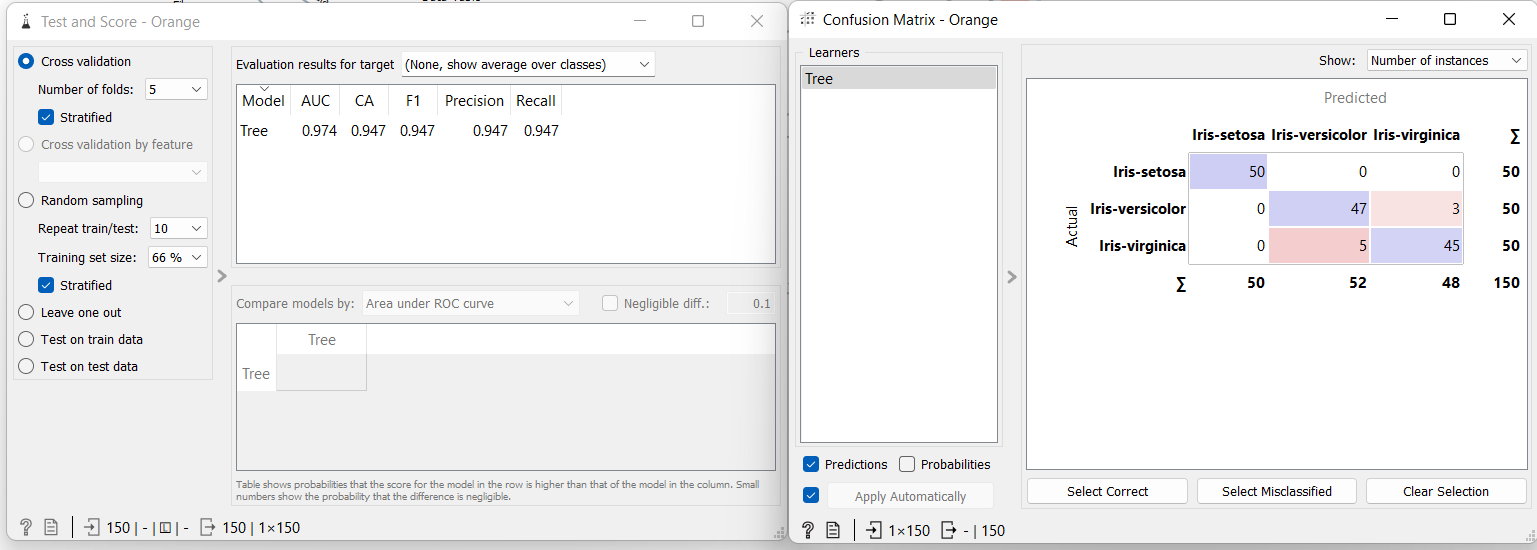 Test and Score - Orange
Cross validation
Number of folds: 5
Stratified
Cross validation by feature
Random sampling
Repeat train/test: 10
Training set size: 66 %
Stratified
Leave one out
Test on train data
Test on test data
Evaluation results for target (None, show average over classes)
Model AUC CA F1 Precision Recall
Tree 0.974 0.947 0.947 0.947 0.947
Compare models by: Area under ROC curve Negligible diff.: 0.1
Tree
Tree
Table shows probabilities that the score for the model in the row is higher than that of the model in the column. Small
numbers show the probability that the difference is negligible.
150 | - | - 150 | 1×150
Confusion Matrix - Orange
Learners
Tree
Predictions Probabilities
Apply Automatically
Show: Number of instances
Predicted
Iris-setosa Iris-versicolor Iris-virginica ∑
Actual
Iris-setosa 50 0 0 50
Iris-versicolor 0 47 3 50
Iris-virginica 0 5 45 50
∑ 50 52 48 150
Select Correct Select Misclassified Clear Selection
1×150 - | 150